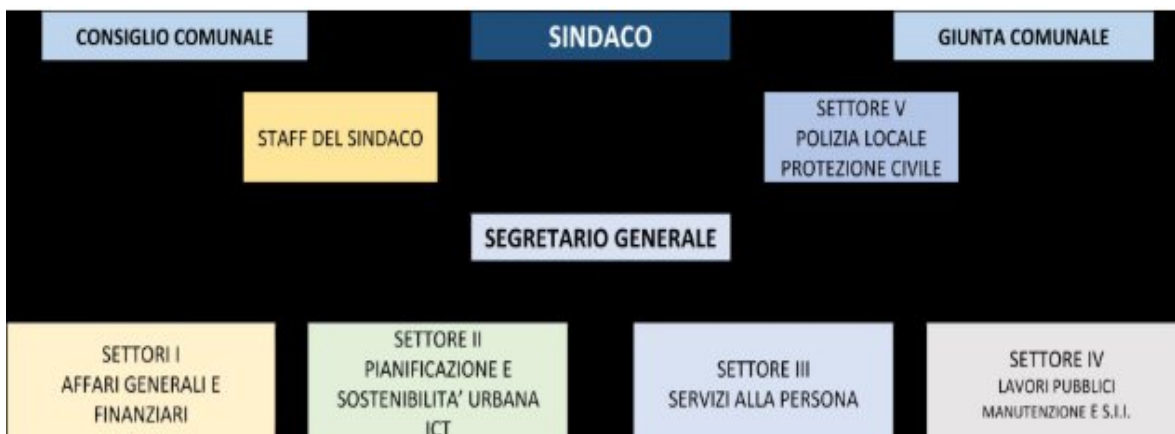 CONSIGLIO COMUNALE
SINDACO
GIUNTA COMUNALE
STAFF DEL SINDACO
SETTORE V
POLIZIA LOCALE
PROTEZIONE CIVILE
SEGRETARIO GENERALE
SETTORI I
AFFARI GENERALI E
FINANZIARI
SETTORE II
PIANIFICAZIONE E
SOSTENIBILITA' URBANA
ICT
SETTORE III
SERVIZI ALLA PERSONA
SETTORE IV
LAVORI PUBBLICI
MANUTENZIONE E S.I.I.